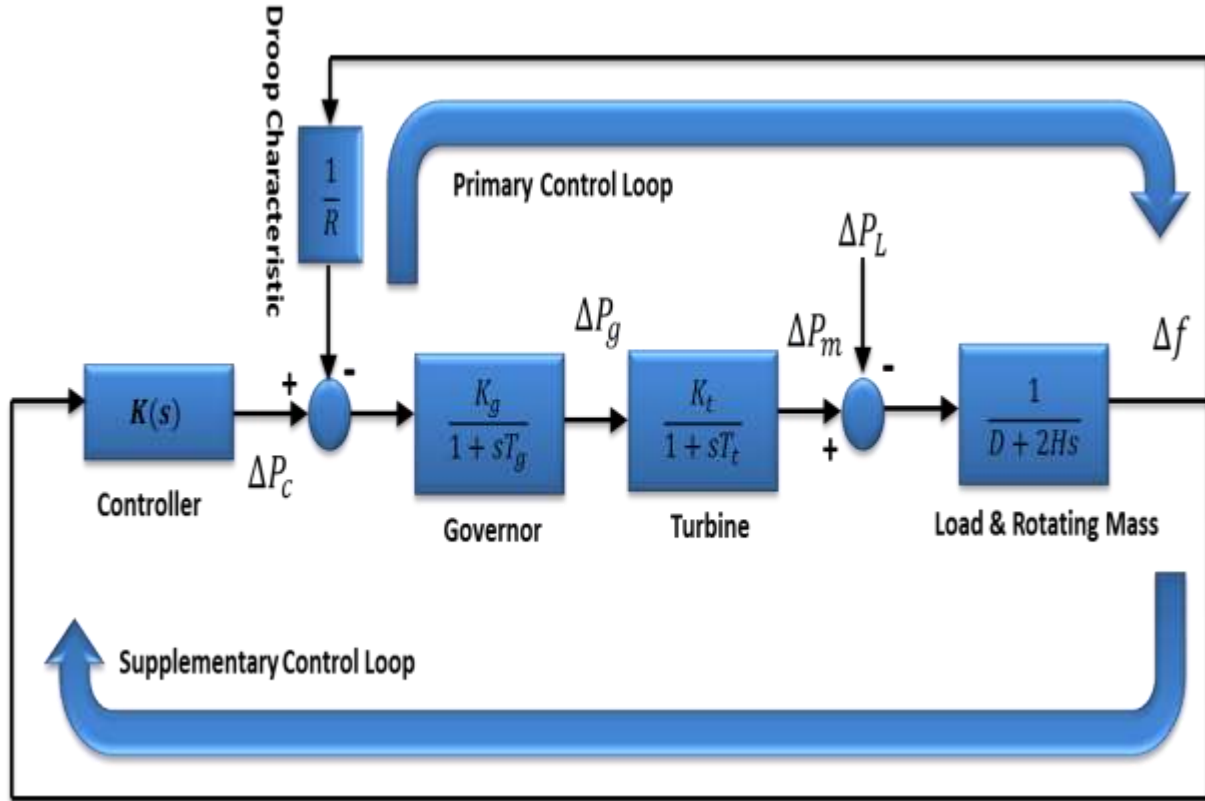 Droop Characteristic
1
R
Primary Control Loop
ΔP_L
ΔP_g
ΔP_m
Δf
+
-
-
+
K(s)
K_g
1 + sT_g
K_t
1 + sT_t
1
D + 2Hs
ΔP_c
Controller
Governor
Turbine
Load & Rotating Mass
Supplementary Control Loop